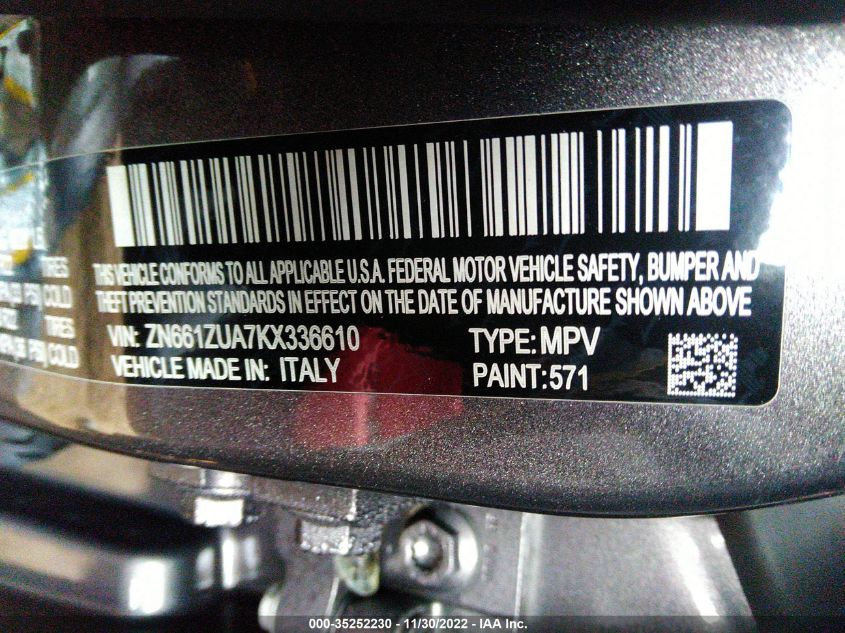 THIS VEHICLE CONFORMS TO ALL APPLICABLE U.S.A. FEDERAL MOTOR VEHICLE SAFETY, BUMPER AND
THEFT PREVENTION STANDARDS IN EFFECT ON THE DATE OF MANUFACTURE SHOWN ABOVE
VIN: ZN661ZUA7KX336610 TYPE: MPV
VEHICLE MADE IN: ITALY PAINT: 571
TIRES
COLD
TIRES
COLD
000-35252230 - 11/30/2022 - IAA Inc.